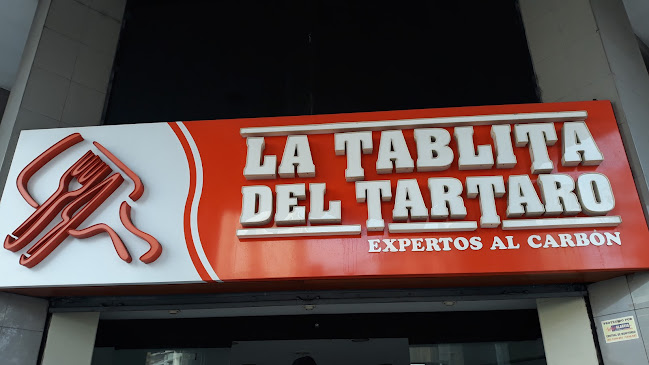 LA TABLITA
DEL TARTARO
EXPERTOS AL CARBÓN